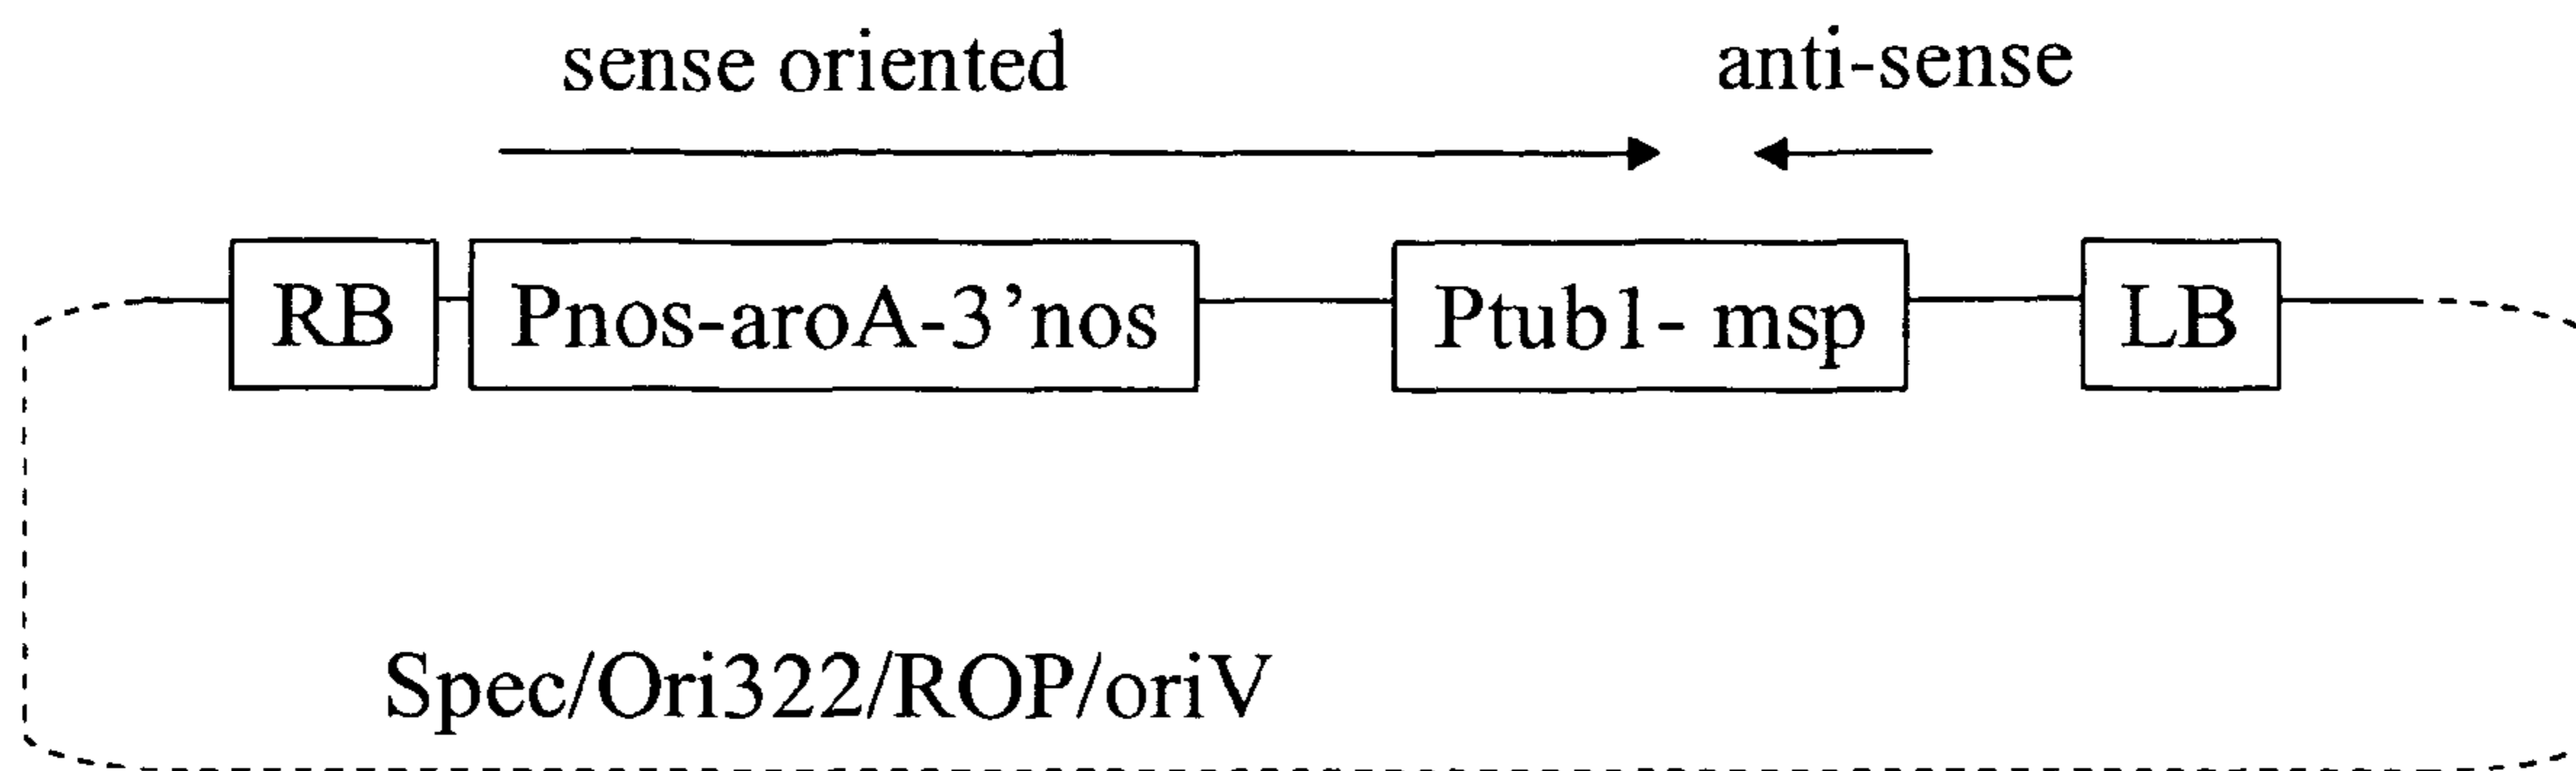 sense oriented anti-sense
RB Pnos-aroA-3’nos Ptub1- msp LB
Spec/Ori322/ROP/oriV